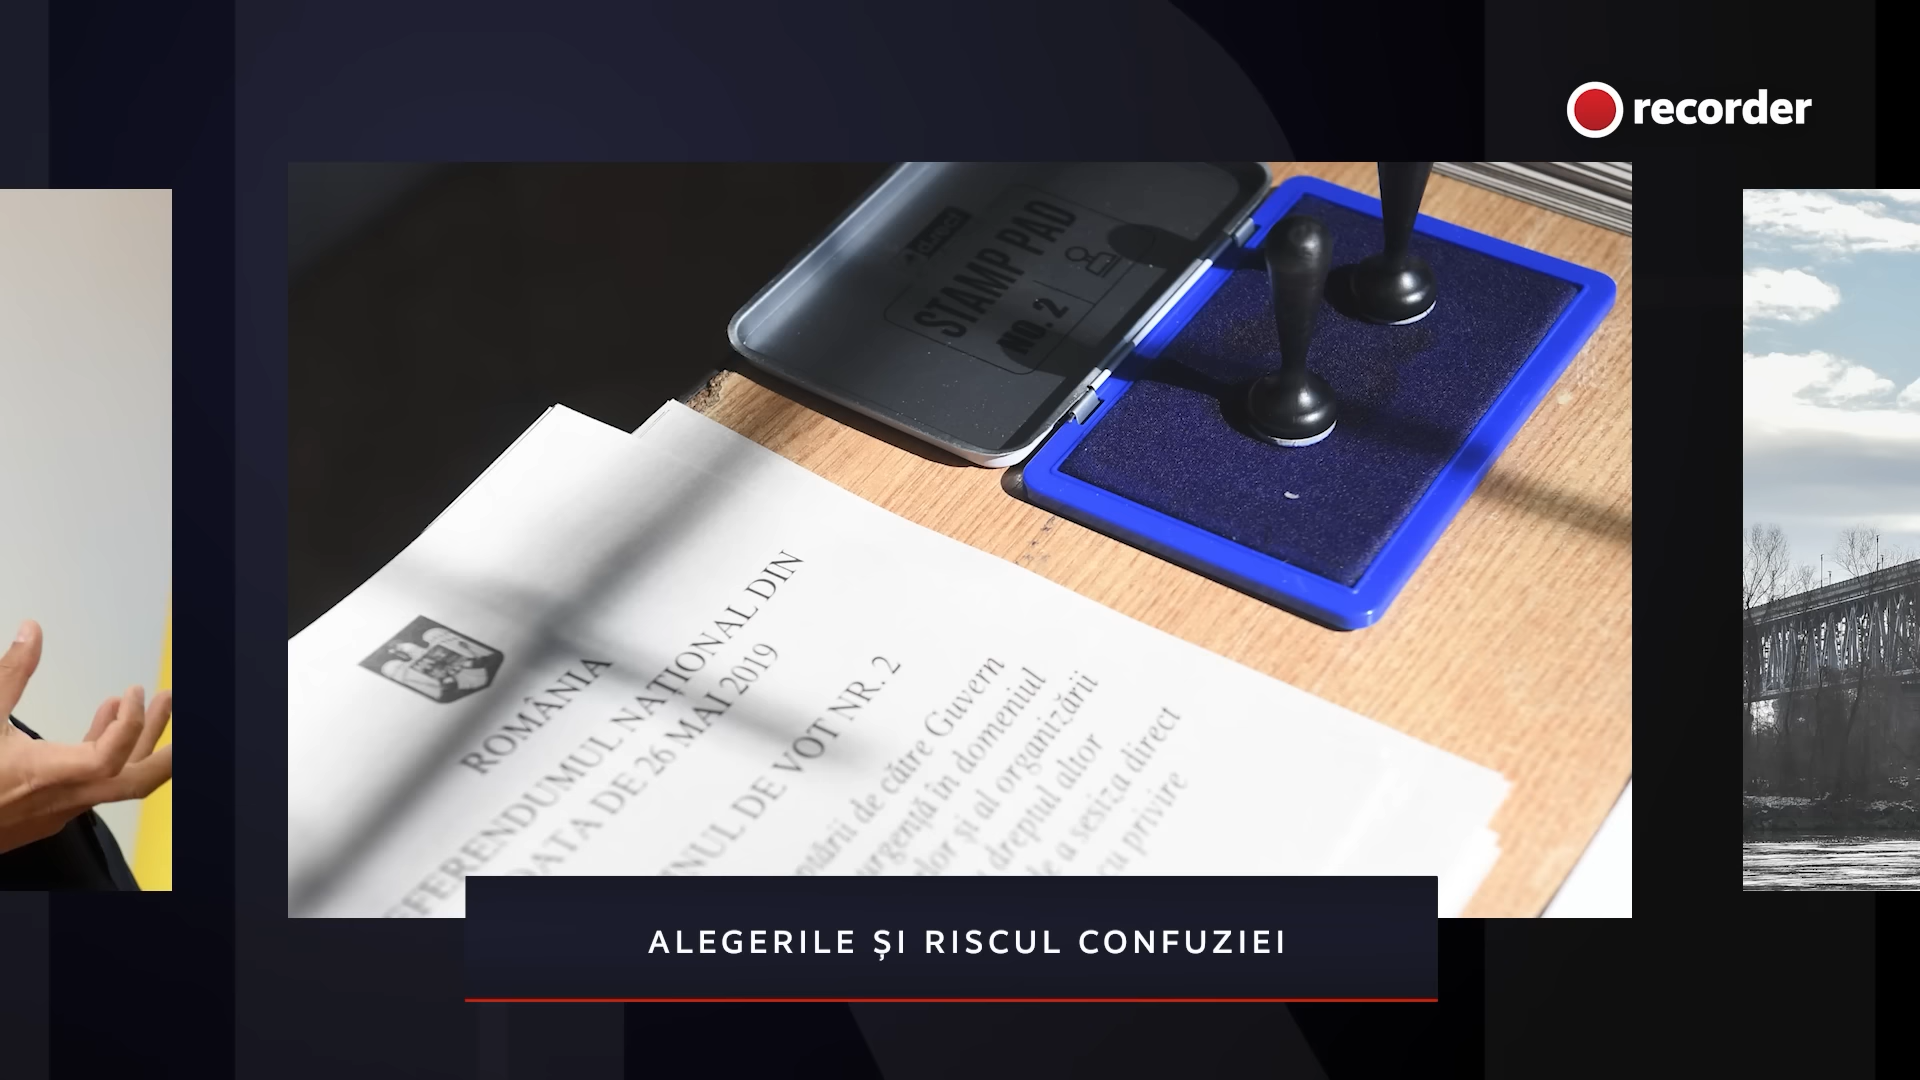 recorder
STAMP PAD
NO. 2
ROMÂNIA
REFERENDUMUL NAȚIONAL DIN
DATA DE 26 MAI 2019
DE VOT NR. 2
de către Guvern
urgență în domeniul
și al organizării
dreptul altor
a sesiza direct
cu privire
ALEGERILE ȘI RISCUL CONFUZIEI